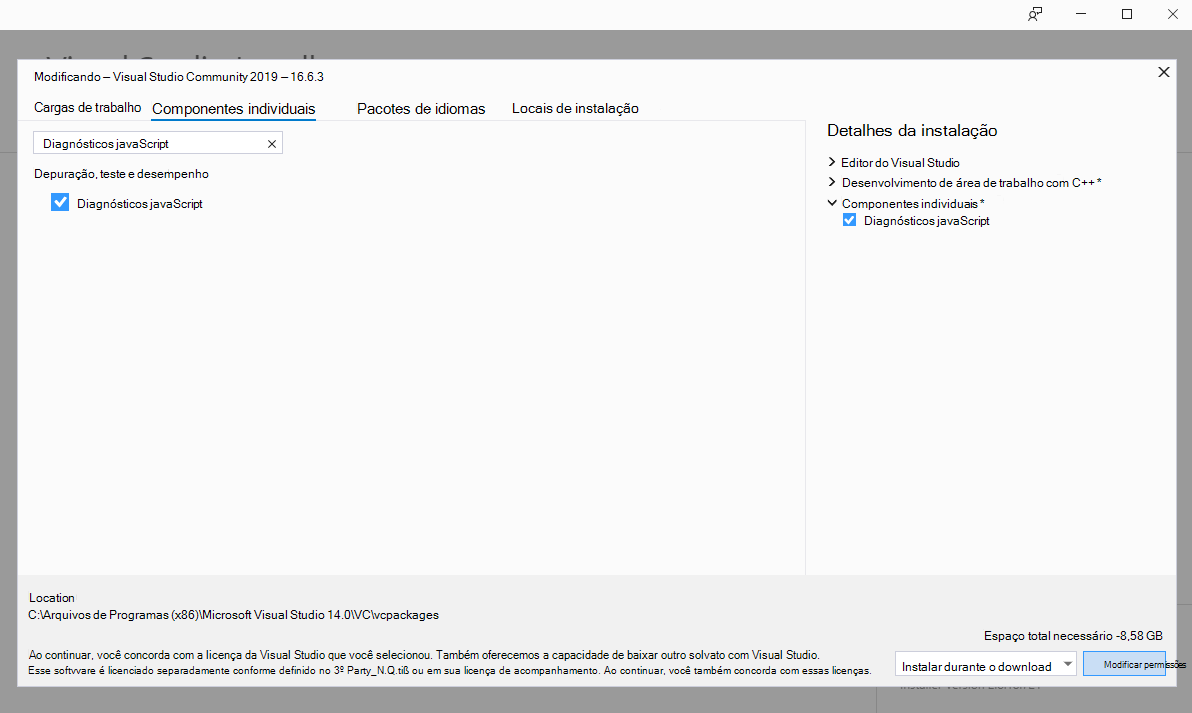 Modificando – Visual Studio Community 2019 – 16.6.3
Cargas de trabalho Componentes individuais Pacotes de idiomas Locais de instalação
Diagnósticos javaScript
Depuração, teste e desempenho
Diagnósticos javaScript
Detalhes da instalação
Editor do Visual Studio
Desenvolvimento de área de trabalho com C++ *
Componentes individuais *
Diagnósticos javaScript
Location
C:\Arquivos de Programas (x86)\Microsoft Visual Studio 14.0\VC\vcpackages
Espaço total necessário -8,58 GB
Ao continuar, você concorda com a licença da Visual Studio que você selecionou. Também oferecemos a capacidade de baixar outro solvato com Visual Studio.
Esse softvvare é licenciado separadamente conforme definido no 3º Party_N.Q.tiß ou em sua licença de acompanhamento. Ao continuar, você também concorda com essas licenças.
Instalar durante o download
Modificar permissões